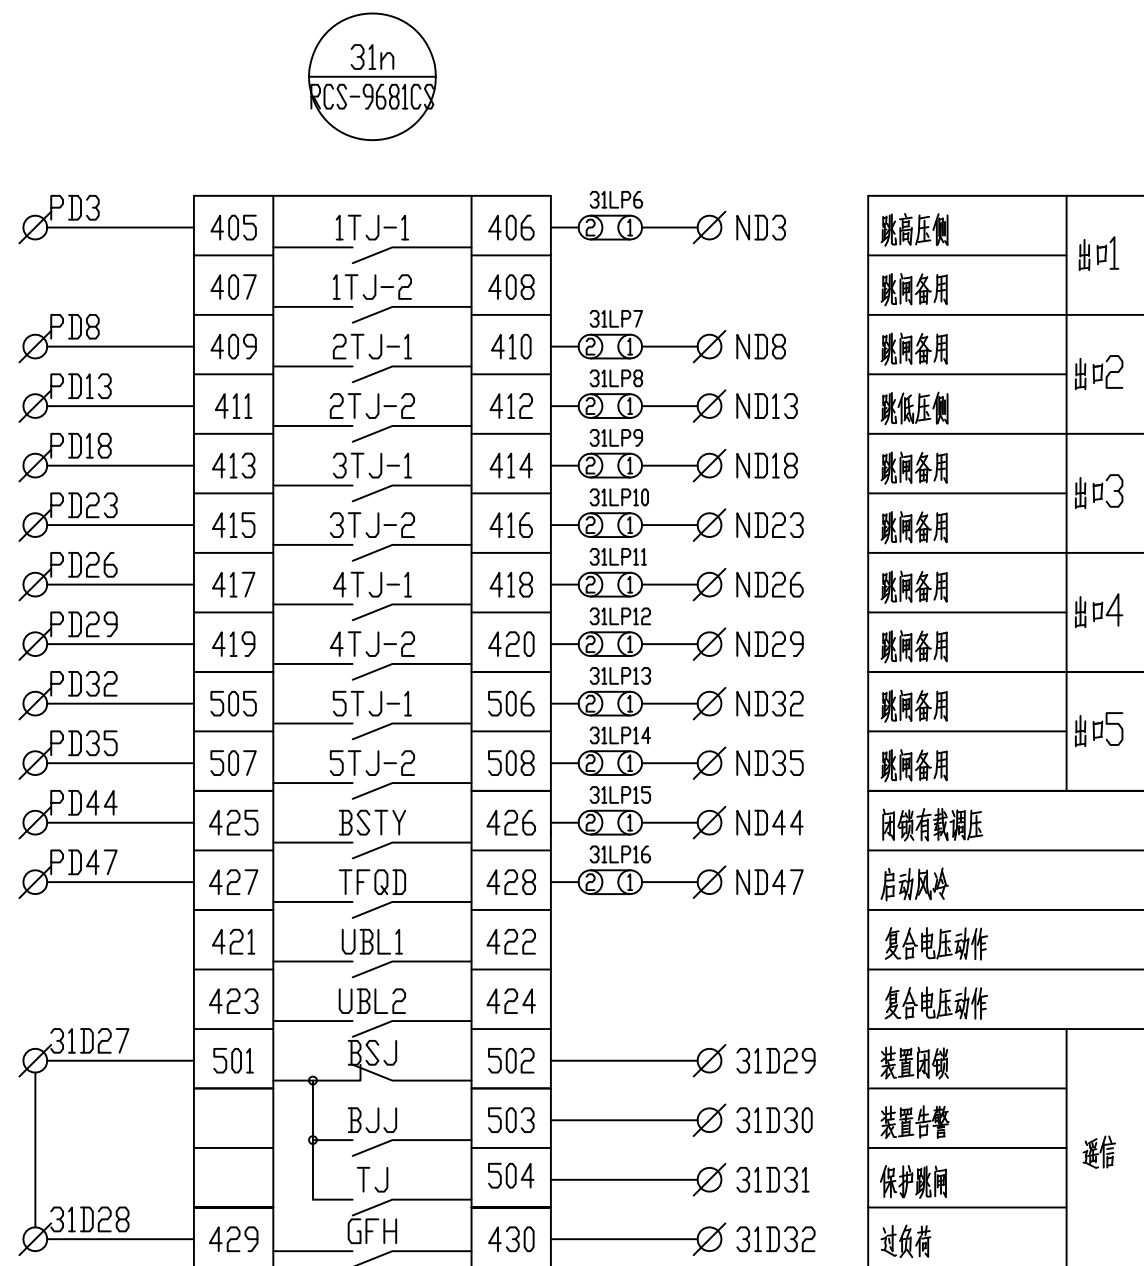 31n
RCS-9681CS
PD3 405 1TJ-1 406 31LP6 2 1 ND3 跳高压侧 出口1
407 1TJ-2 408 跳闸备用
PD8 409 2TJ-1 410 31LP7 2 1 ND8 跳闸备用 出口2
PD13 411 2TJ-2 412 31LP8 2 1 ND13 跳低压侧
PD18 413 3TJ-1 414 31LP9 2 1 ND18 跳闸备用 出口3
PD23 415 3TJ-2 416 31LP10 2 1 ND23 跳闸备用
PD26 417 4TJ-1 418 31LP11 2 1 ND26 跳闸备用 出口4
PD29 419 4TJ-2 420 31LP12 2 1 ND29 跳闸备用
PD32 505 5TJ-1 506 31LP13 2 1 ND32 跳闸备用 出口5
PD35 507 5TJ-2 508 31LP14 2 1 ND35 跳闸备用
PD44 425 BSTY 426 31LP15 2 1 ND44 闭锁有载调压
PD47 427 TFQD 428 31LP16 2 1 ND47 启动风冷
421 UBL1 422 复合电压动作
423 UBL2 424 复合电压动作
31D27 501 BSJ 502 31D29 装置闭锁 遥信
BJJ 503 31D30 装置告警
TJ 504 31D31 保护跳闸
31D28 429 GFH 430 31D32 过负荷